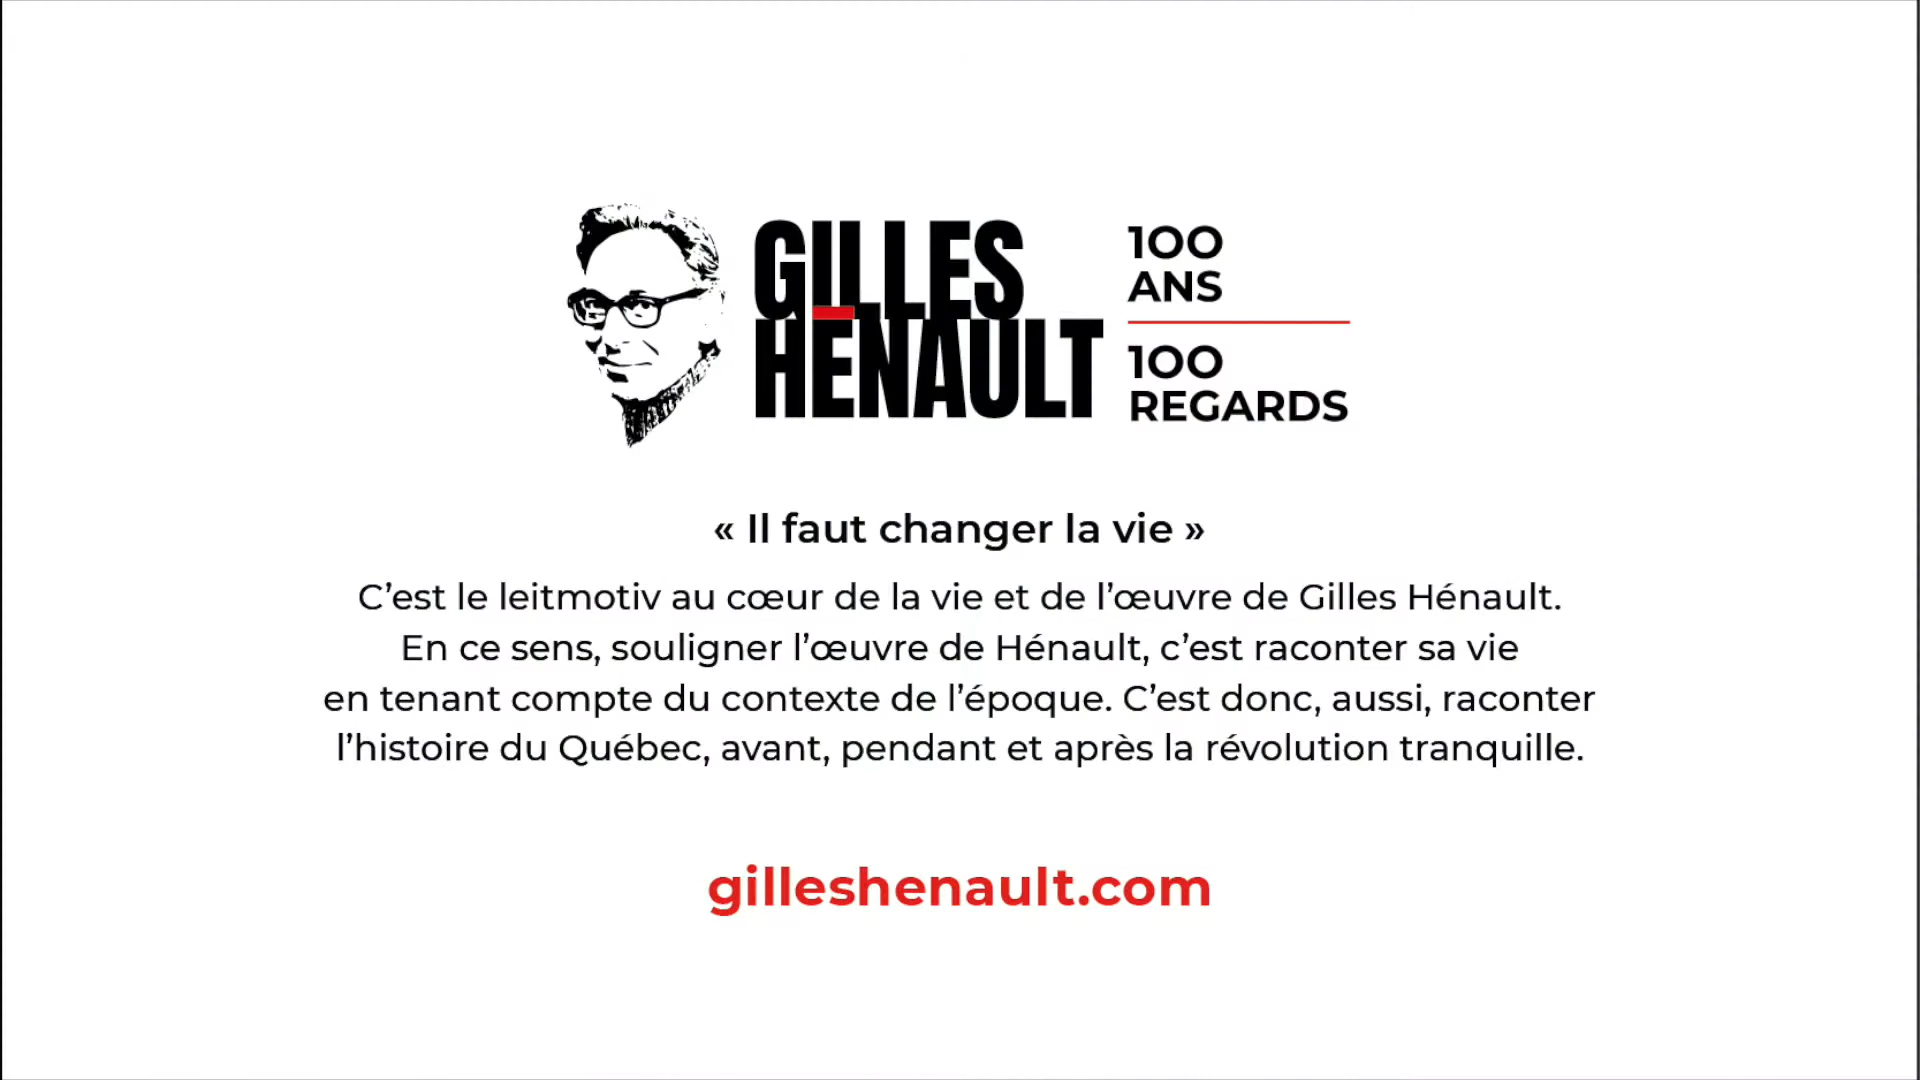 GILLES
HÉNAULT
100
ANS
100
REGARDS
« Il faut changer la vie »
C’est le leitmotiv au cœur de la vie et de l’œuvre de Gilles Hénault.
En ce sens, souligner l’œuvre de Hénault, c’est raconter sa vie
en tenant compte du contexte de l’époque. C’est donc, aussi, raconter
l’histoire du Québec, avant, pendant et après la révolution tranquille.
gilleshenault.com